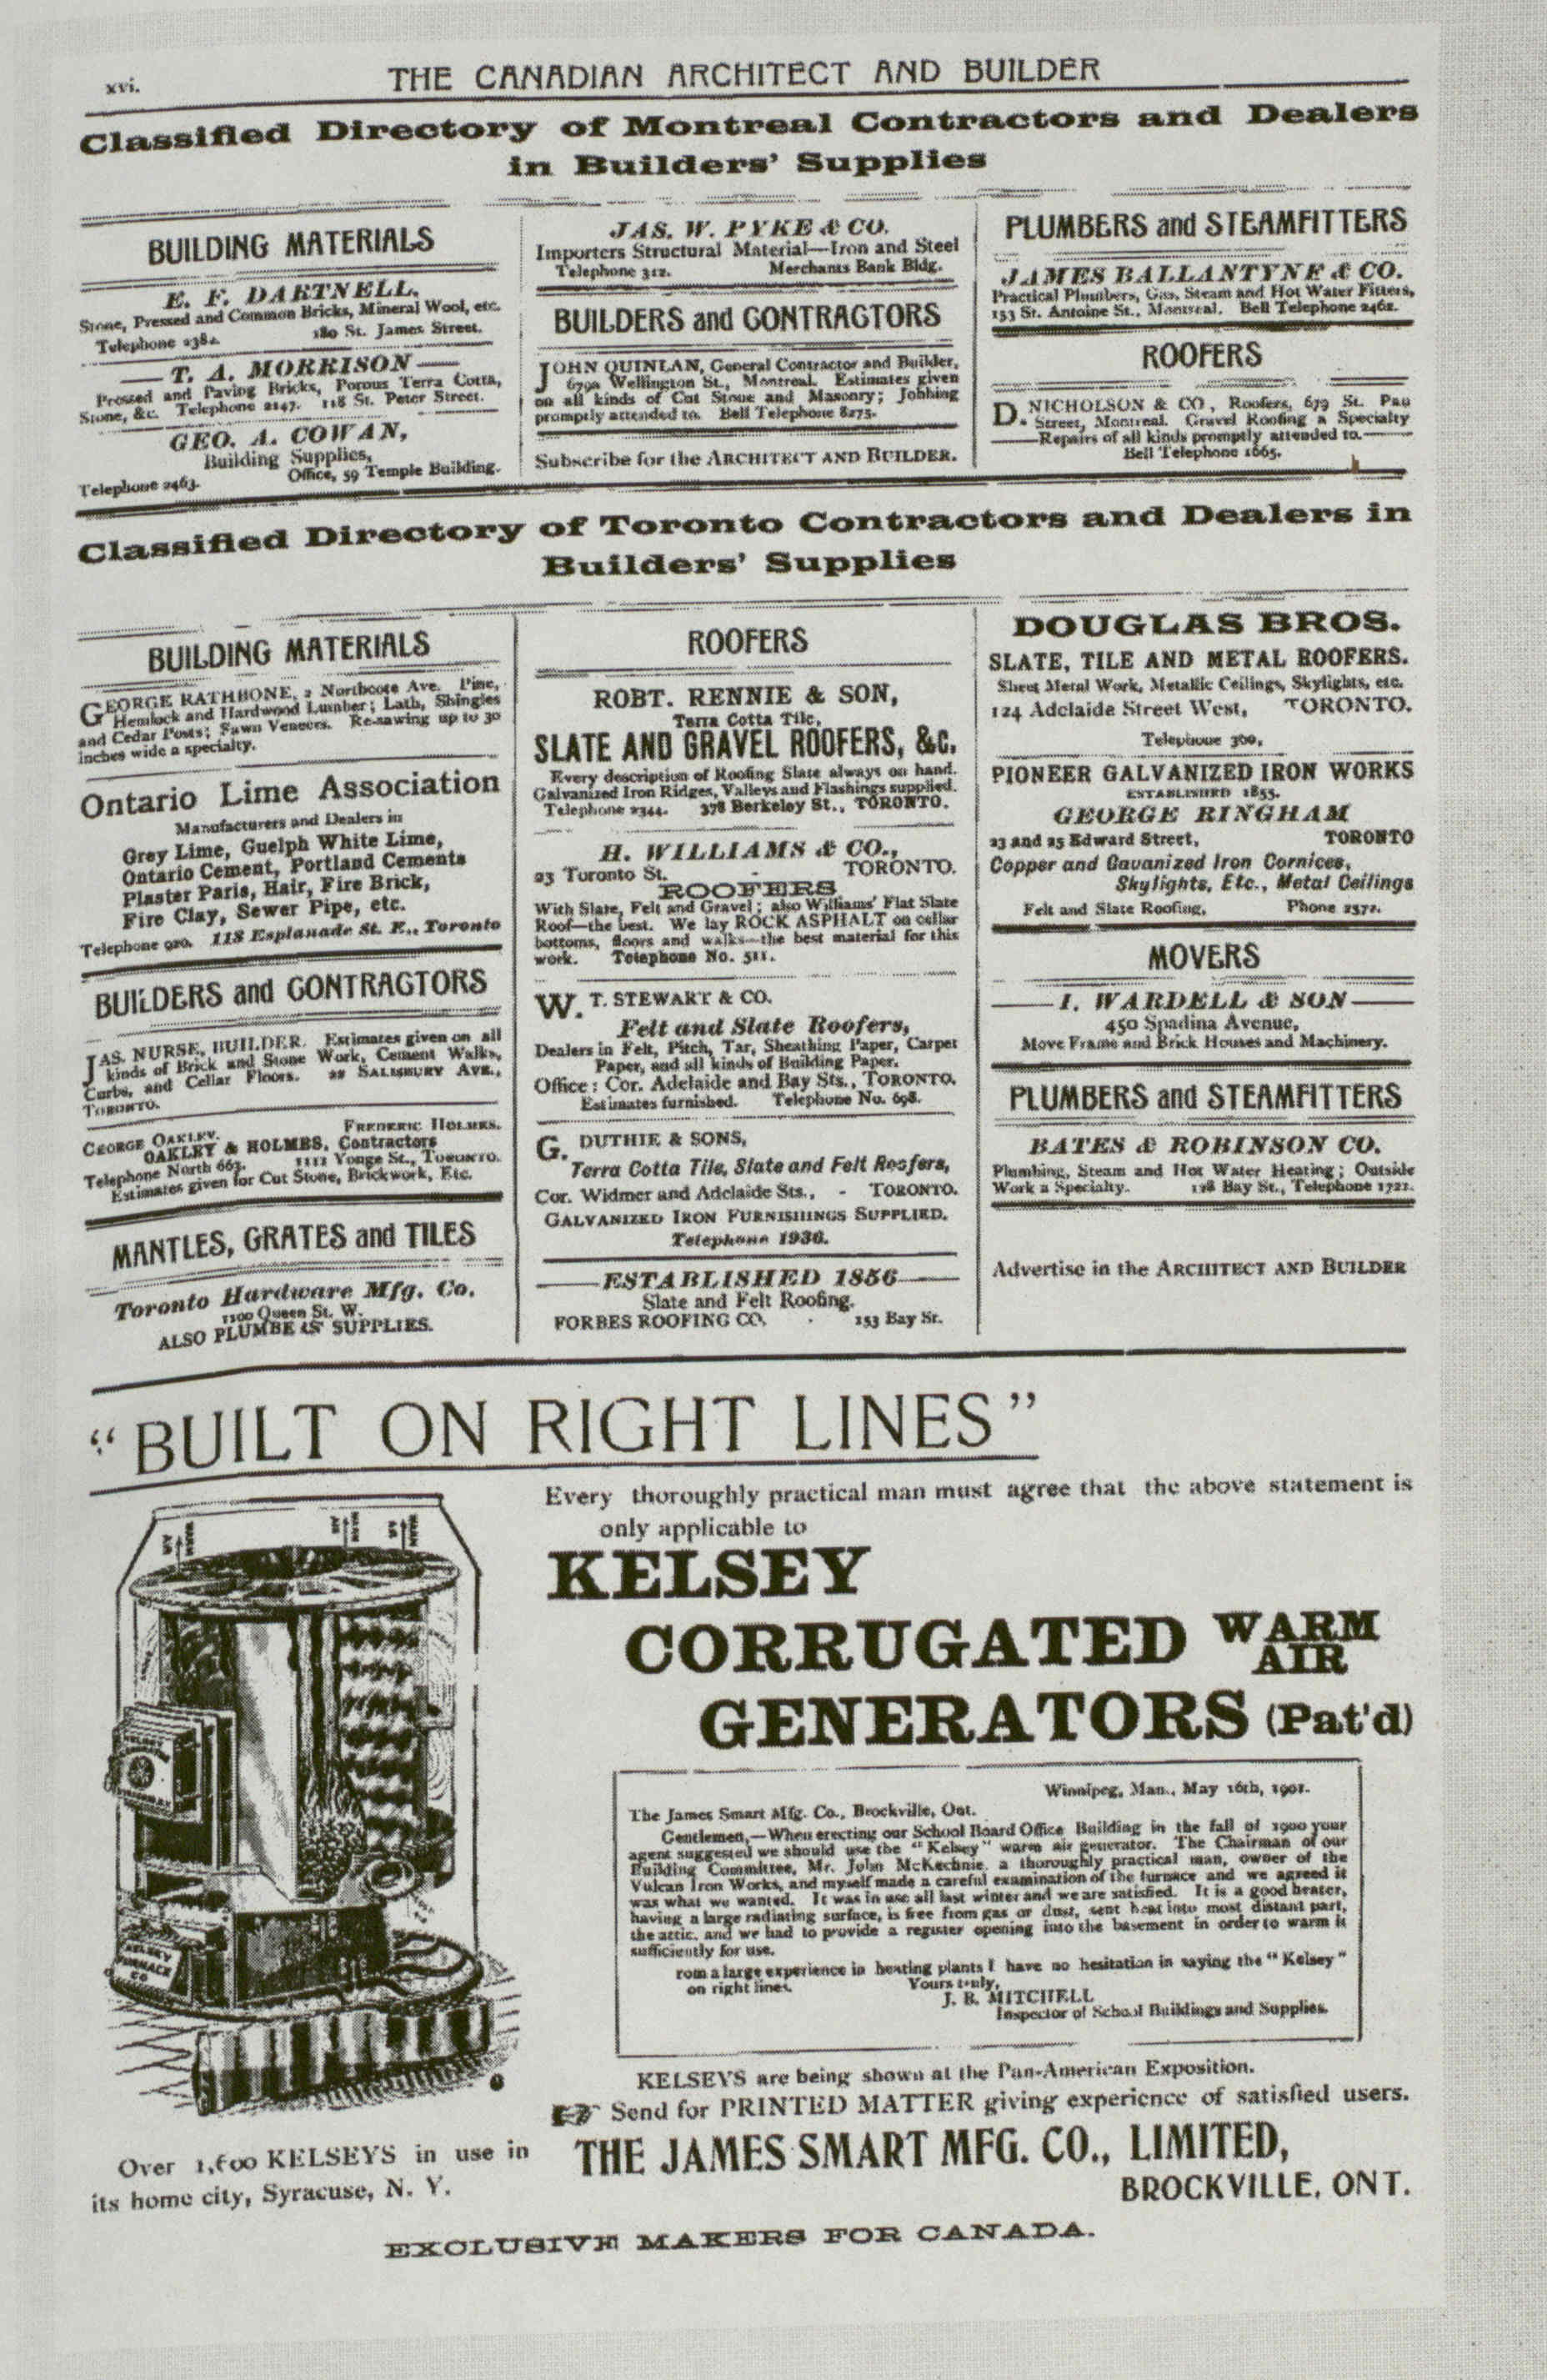 xvi. THE CANADIAN ARCHITECT AND BUILDER
Classified Directory of Montreal Contractors and Dealers
in Builders' Supplies
BUILDING MATERIALS
E. F. DARTNELL,
Stone, Pressed and Common Bricks, Mineral Wool, etc.
Telephone 2382. 180 St. James Street.
T. A. MORRISON
Pressed and Paving Bricks, Porous Terra Cotta,
Stone, &c. Telephone 2147. 118 St. Peter Street.
GEO. A. COWAN,
Building Supplies,
Office, 59 Temple Building.
Telephone 2463.
JAS. W. PYKE & CO.
Importers Structural Material—Iron and Steel
Telephone 312. Merchants Bank Bldg.
BUILDERS and CONTRACTORS
JOHN QUINLAN, General Contractor and Builder,
679a Wellington St., Montreal. Estimates given
on all kinds of Cut Stone and Masonry; Jobbing
promptly attended to. Bell Telephone 8275.
Subscribe for the ARCHITECT AND BUILDER.
PLUMBERS and STEAMFITTERS
JAMES BALLANTYNE & CO.
Practical Plumbers, Gas, Steam and Hot Water Fitters,
153 St. Antoine St., Montreal. Bell Telephone 2462.
ROOFERS
D. NICHOLSON & CO, Roofers, 679 St. Pau
Street, Montreal. Gravel Roofing a Specialty
—Repairs of all kinds promptly attended to.—
Bell Telephone 1665.
Classified Directory of Toronto Contractors and Dealers in
Builders' Supplies
BUILDING MATERIALS
GEORGE RATHBONE, 2 Northcote Ave. Pine,
Hemlock and Hardwood Lumber; Lath, Shingles
and Cedar Posts; Sawn Veneers. Re-sawing up to 30
inches wide a specialty.
Ontario Lime Association
Manufacturers and Dealers in
Grey Lime, Guelph White Lime,
Ontario Cement, Portland Cements
Plaster Paris, Hair, Fire Brick,
Fire Clay, Sewer Pipe, etc.
Telephone 920. 118 Esplanade St. E., Toronto
BUILDERS and CONTRACTORS
JAS. NURSE, BUILDER. Estimates given on all
kinds of Brick and Stone Work, Cement Walks,
Curbs, and Cellar Floors. 22 SALISBURY AVE.,
TORONTO.
GEORGE OAKLEY. FREDERIC HOLMES.
OAKLEY & HOLMES, Contractors
Telephone North 663. 1111 Yonge St., TORONTO.
Estimates given for Cut Stone, Brickwork, Etc.
MANTLES, GRATES and TILES
Toronto Hardware Mfg. Co.
1100 Queen St. W.
ALSO PLUMBERS' SUPPLIES.
ROOFERS
ROBT. RENNIE & SON,
Terra Cotta Tile,
SLATE AND GRAVEL ROOFERS, &C.
Every description of Roofing Slate always on hand.
Galvanized Iron Ridges, Valleys and Flashings supplied.
Telephone 2344. 378 Berkeley St., TORONTO.
H. WILLIAMS & CO.,
23 Toronto St. - TORONTO.
ROOFERS
With Slate, Felt and Gravel; also Williams' Flat Slate
Roof—the best. We lay ROCK ASPHALT on cellar
bottoms, floors and walks—the best material for this
work. Telephone No. 511.
W. T. STEWART & CO.
Felt and Slate Roofers,
Dealers in Felt, Pitch, Tar, Sheathing Paper, Carpet
Paper, and all kinds of Building Paper.
Office: Cor. Adelaide and Bay Sts., TORONTO.
Estimates furnished. Telephone No. 698.
G. DUTHIE & SONS,
Terra Cotta Tile, Slate and Felt Roofers,
Cor. Widmer and Adelaide Sts., - TORONTO.
GALVANIZED IRON FURNISHINGS SUPPLIED.
Telephone 1936.
ESTABLISHED 1856
Slate and Felt Roofing.
FORBES ROOFING CO. 153 Bay St.
DOUGLAS BROS.
SLATE, TILE AND METAL ROOFERS.
Sheet Metal Work, Metallic Ceilings, Skylights, etc.
124 Adelaide Street West, TORONTO.
Telephone 360.
PIONEER GALVANIZED IRON WORKS
ESTABLISHED 1855.
GEORGE RINGHAM
23 and 25 Edward Street, TORONTO
Copper and Gavanized Iron Cornices,
Skylights, Etc., Metal Ceilings
Felt and Slate Roofing, Phone 2372.
MOVERS
I. WARDELL & SON
450 Spadina Avenue,
Move Frame and Brick Houses and Machinery.
PLUMBERS and STEAMFITTERS
BATES & ROBINSON CO.
Plumbing, Steam and Hot Water Heating; Outside
Work a Specialty. 128 Bay St., Telephone 1721.
Advertise in the ARCHITECT AND BUILDER
"BUILT ON RIGHT LINES"
Every thoroughly practical man must agree that the above statement is
only applicable to
KELSEY
CORRUGATED WARM AIR
GENERATORS (Pat'd)
Winnipeg, Man., May 16th, 1901.
The James Smart Mfg. Co., Brockville, Ont.
Gentlemen,—When erecting our School Board Office Building in the fall of 1900 your
agent suggested we should use the "Kelsey" warm air generator. The Chairman of our
Building Committee, Mr. John McKechnie, a thoroughly practical man, owner of the
Vulcan Iron Works, and myself made a careful examination of the furnace and we agreed it
was what we wanted. It was in use all last winter and we are satisfied. It is a good heater,
having a large radiating surface, is free from gas or dust, sent heat into most distant part,
the attic, and we had to provide a register opening into the basement in order to warm it
sufficiently for use.
rom a large experience in heating plants I have no hesitation in saying the "Kelsey"
on right lines.
Yours truly,
J. B. MITCHELL
Inspector of School Buildings and Supplies.
KELSEYS are being shown at the Pan-American Exposition.
Send for PRINTED MATTER giving experience of satisfied users.
Over 1,600 KELSEYS in use in
its home city, Syracuse, N. Y.
THE JAMES SMART MFG. CO., LIMITED,
BROCKVILLE, ONT.
EXCLUSIVE MAKERS FOR CANADA.
WARM AIR
WARM AIR
WARM AIR
KELSEY
KELSEY
FURNACE
CO